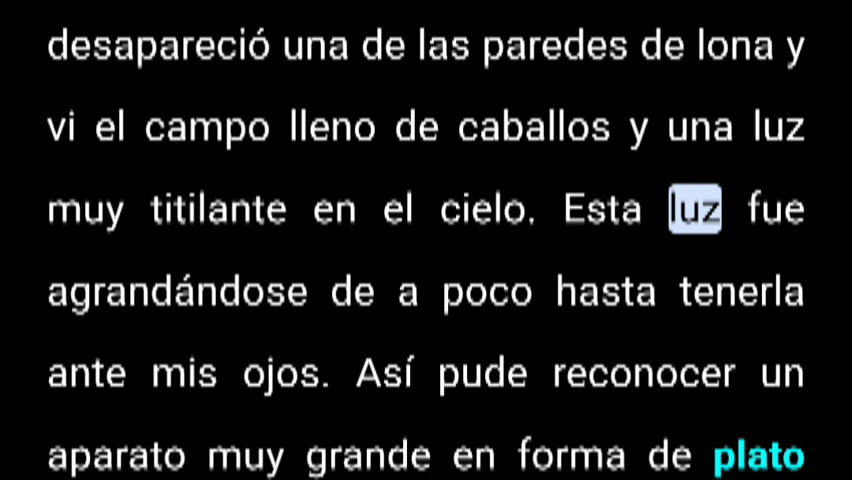 desapareció una de las paredes de lona y
vi el campo lleno de caballos y una luz
muy titilante en el cielo. Esta luz fue
agrandándose de a poco hasta tenerla
ante mis ojos. Así pude reconocer un
aparato muy grande en forma de plato